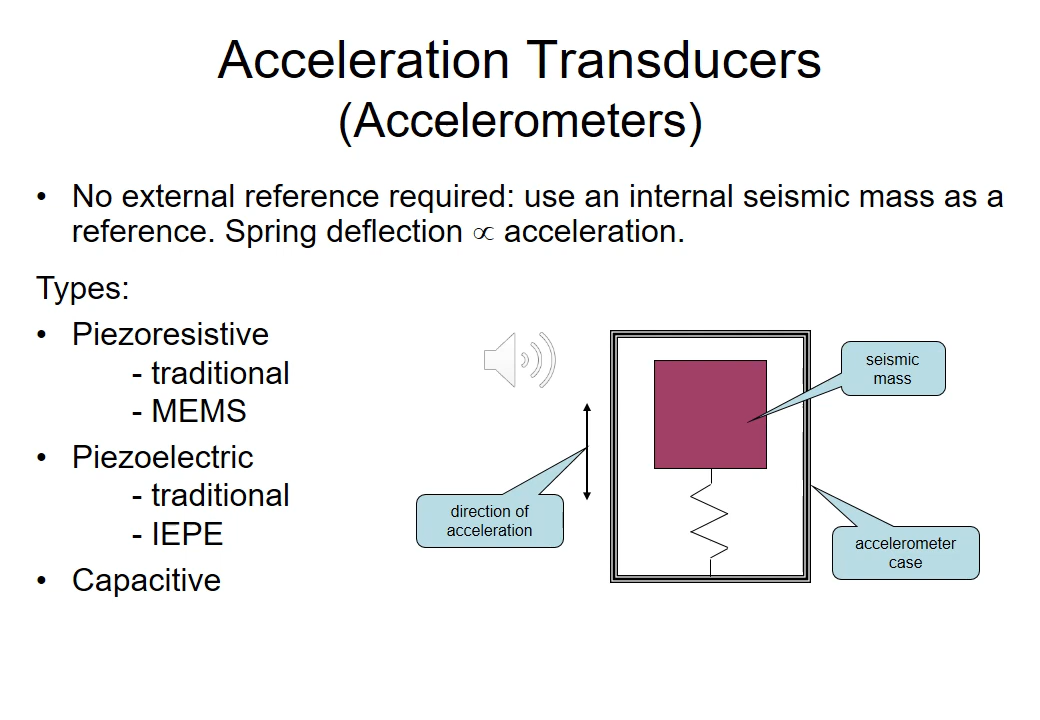 Acceleration Transducers
(Accelerometers)
• No external reference required: use an internal seismic mass as a
reference. Spring deflection ∝ acceleration.
Types:
• Piezoresistive
- traditional
- MEMS
• Piezoelectric
- traditional
- IEPE
• Capacitive
seismic
mass
direction of
acceleration
accelerometer
case